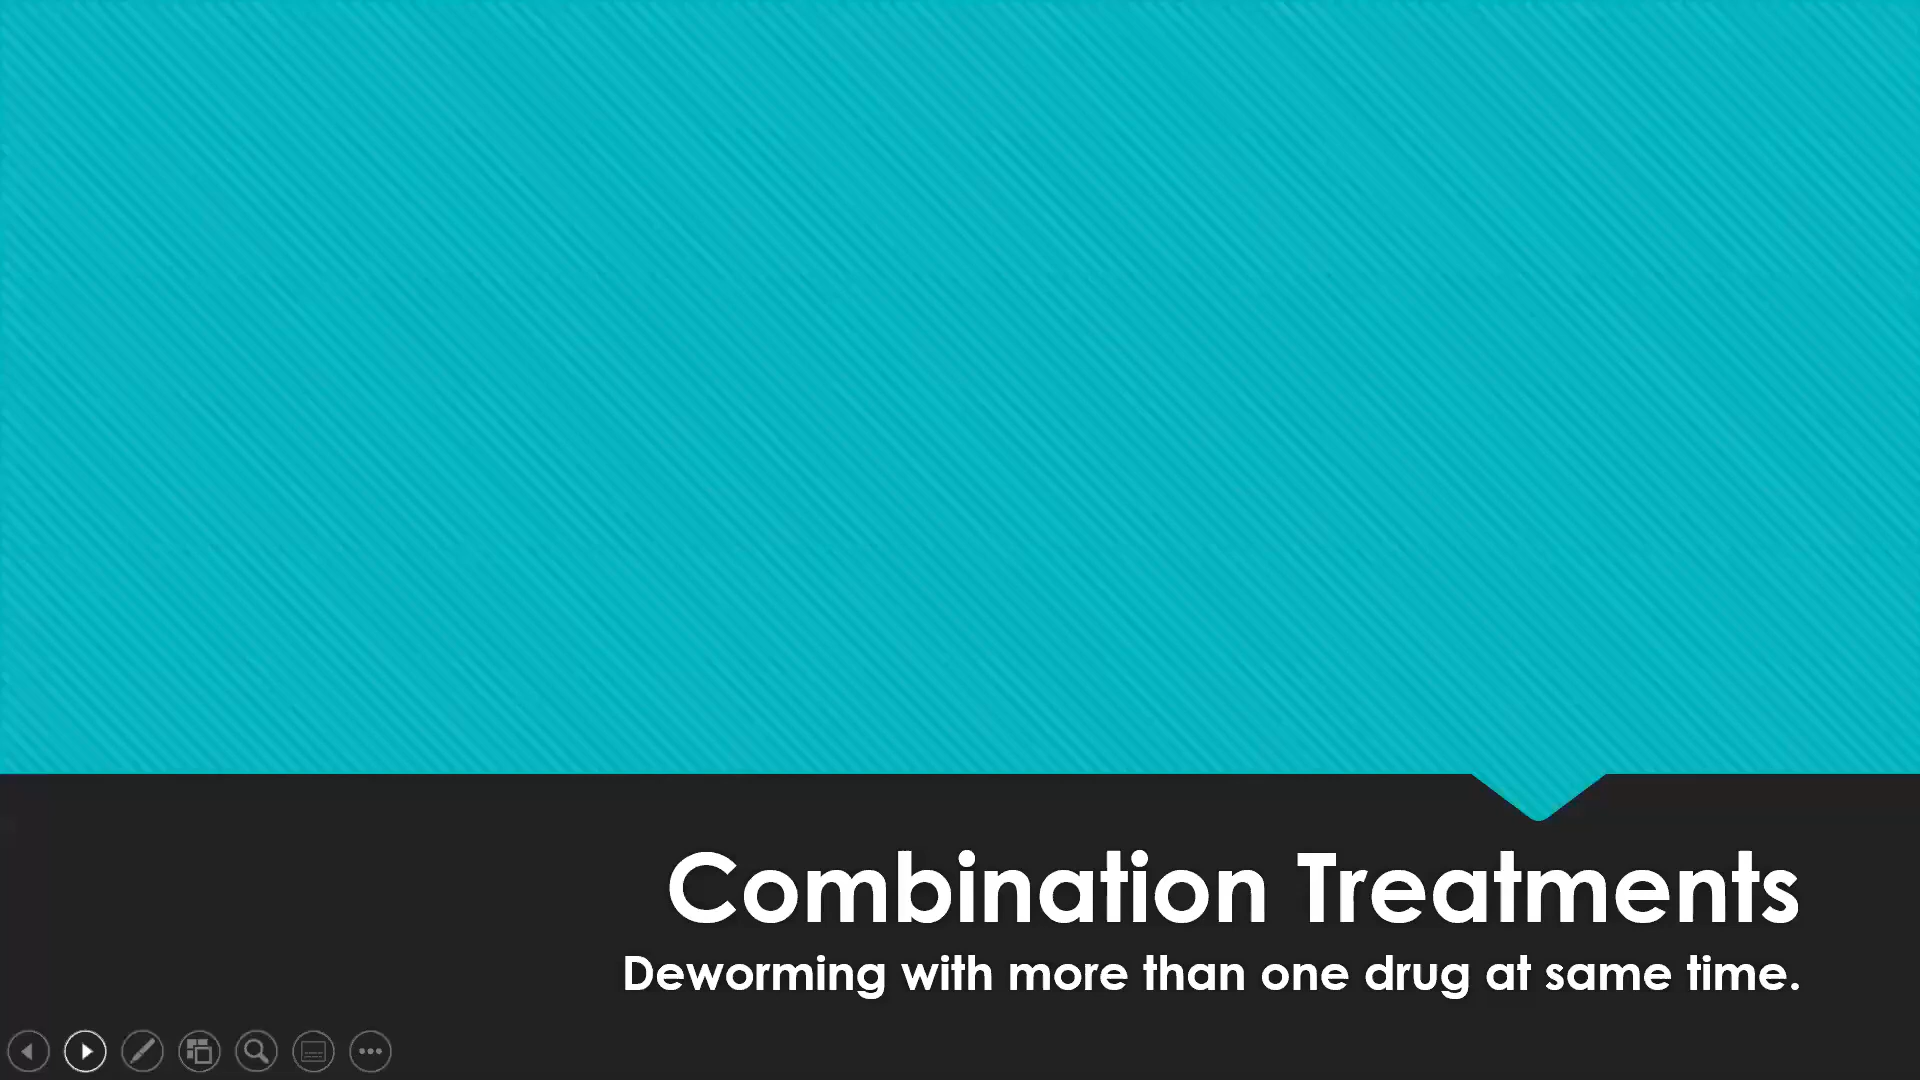 Combination Treatments
Deworming with more than one drug at same time.